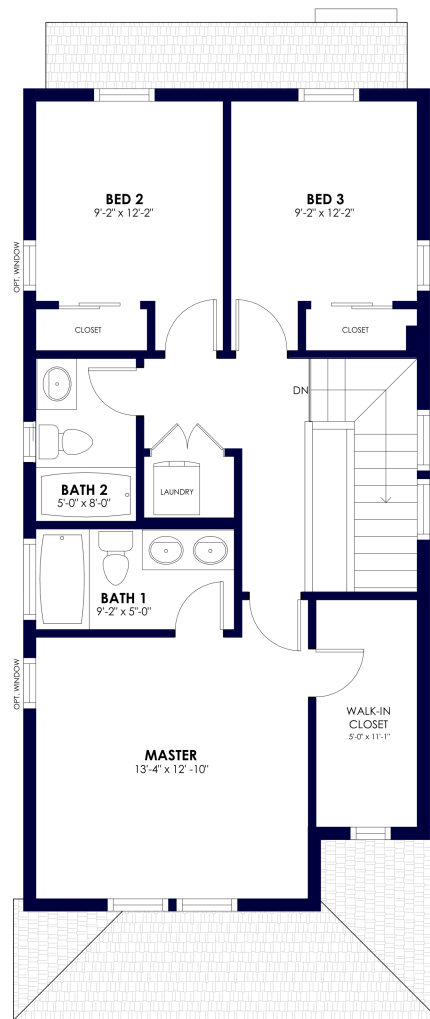 BED 2
9'-2" x 12'-2"
BED 3
9'-2" x 12'-2"
OPT. WINDOW
CLOSET
CLOSET
DN
BATH 2
5'-0" x 8'-0"
LAUNDRY
BATH 1
9'-2" x 5"-0"
OPT. WINDOW
WALK-IN
CLOSET
5'-0" x 11'-1"
MASTER
13'-4" x 12' -10"